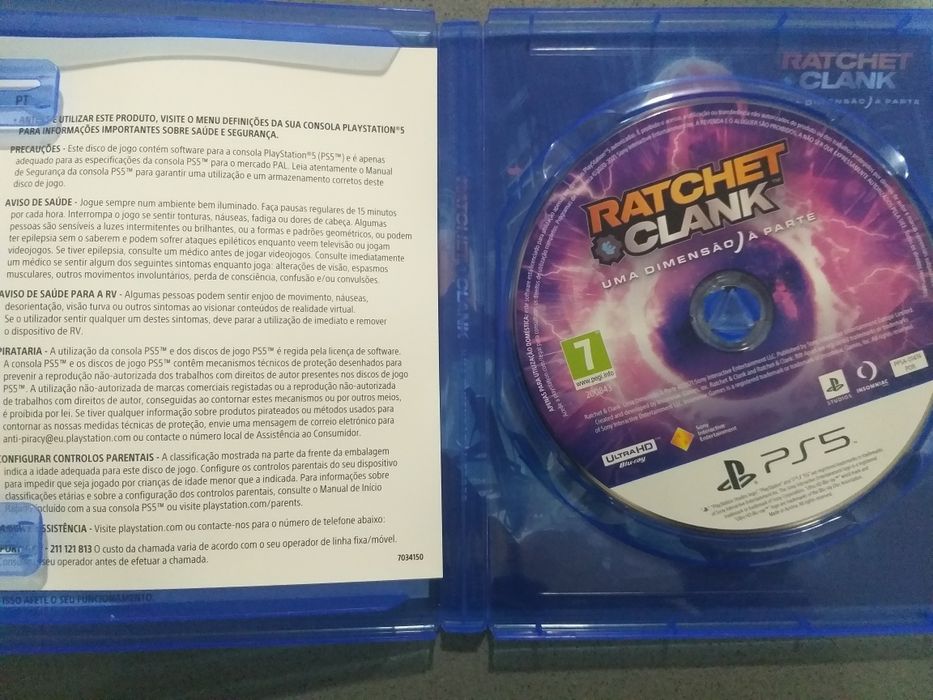 PT
UTILIZAR ESTE PRODUTO, VISITE O MENU DEFINIÇÕES DA SUA CONSOLA PLAYSTATION®5
PARA INFORMAÇÕES IMPORTANTES SOBRE SAÚDE E SEGURANÇA.
PRECAUÇÕES - Este disco de jogo contém software para a consola PlayStation®5 (PS5™) e é apenas
adequado para as especificações da consola PS5™ para o mercado PAL. Leia atentamente o Manual
de Segurança da consola PS5™ para garantir uma utilização e um armazenamento corretos deste
disco de jogo.
AVISO DE SAÚDE - Jogue sempre num ambiente bem iluminado. Faça pausas regulares de 15 minutos
por cada hora. Interrompa o jogo se sentir tonturas, náuseas, fadiga ou dores de cabeça. Algumas
pessoas são sensíveis a luzes intermitentes ou brilhantes, ou a formas e padrões geométricos, ou podem
ter epilepsia sem o saberem e podem sofrer ataques epiléticos enquanto veem televisão ou jogam
videojogos. Se tiver epilepsia, consulte um médico antes de jogar videojogos. Consulte imediatamente
um médico se sentir algum dos seguintes sintomas enquanto joga: alterações de visão, espasmos
musculares, outros movimentos involuntários, perda de consciência, confusão e/ou convulsões.
AVISO DE SAÚDE PARA A RV - Algumas pessoas podem sentir enjoo de movimento, náuseas,
desorientação, visão turva ou outros sintomas ao visionar conteúdos de realidade virtual.
Se o utilizador sentir qualquer um destes sintomas, deve parar a utilização de imediato e remover
o dispositivo de RV.
PIRATARIA - A utilização da consola PS5™ e dos discos de jogo PS5™ é regida pela licença de software.
A consola PS5™ e os discos de jogo PS5™ contêm mecanismos técnicos de proteção desenhados para
prevenir a reprodução não-autorizada dos trabalhos com direitos de autor presentes nos discos de jogo
PS5™. A utilização não-autorizada de marcas comerciais registadas ou a reprodução não-autorizada
de trabalhos com direitos de autor, conseguidas ao contornar estes mecanismos ou por outros meios,
é proibida por lei. Se tiver qualquer informação sobre produtos pirateados ou métodos usados para
contornar as nossas medidas técnicas de proteção, envie uma mensagem de correio eletrónico para
anti-piracy@eu.playstation.com ou contacte o número local de Assistência ao Consumidor.
CONFIGURAR CONTROLOS PARENTAIS - A classificação mostrada na parte da frente da embalagem
indica a idade adequada para este disco de jogo. Configure os controlos parentais do seu dispositivo
para impedir que seja jogado por crianças de idade menor que a indicada. Para informações sobre
classificações etárias e sobre a configuração dos controlos parentais, consulte o Manual de Início
incluído com a sua consola PS5™ ou visite playstation.com/parents.
ASSISTÊNCIA - Visite playstation.com ou contacte-nos para o número de telefone abaixo:
- 211 121 813 O custo da chamada varia de acordo com o seu operador de linha fixa/móvel.
seu operador antes de efetuar a chamada.
7034150
ISSO AFETE O SEU FUNCIONAMENTO.
RATCHET
CLANK
DIMENSÃO À PARTE
RATCHET
CLANK™
UMA DIMENSÃO À PARTE
7
www.pegi.info
STUDIOS
INSOMNIAC
GAMES
ULTRA HD
Blu-ray
Sony
Interactive
Entertainment
PS5